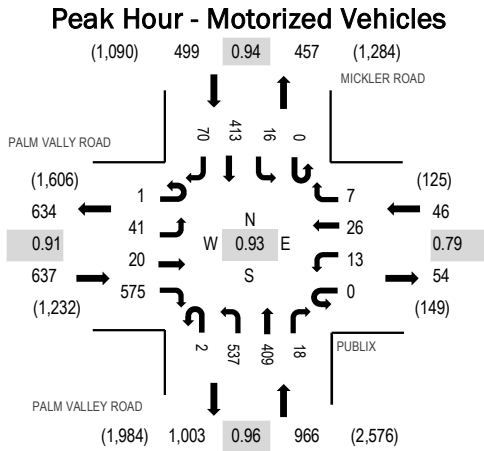 Peak Hour - Motorized Vehicles
(1,090) 499 0.94 457 (1,284)
MICKLER ROAD
70 413 16 0
PALM VALLY ROAD
(1,606) (125)
634 1 7 46
41 N 26
0.91 W 0.93 E 0.79
20 S 13
637 575 0 54
(1,232) (149)
2 537 409 18
PUBLIX
PALM VALLEY ROAD
(1,984) 1,003 0.96 966 (2,576)